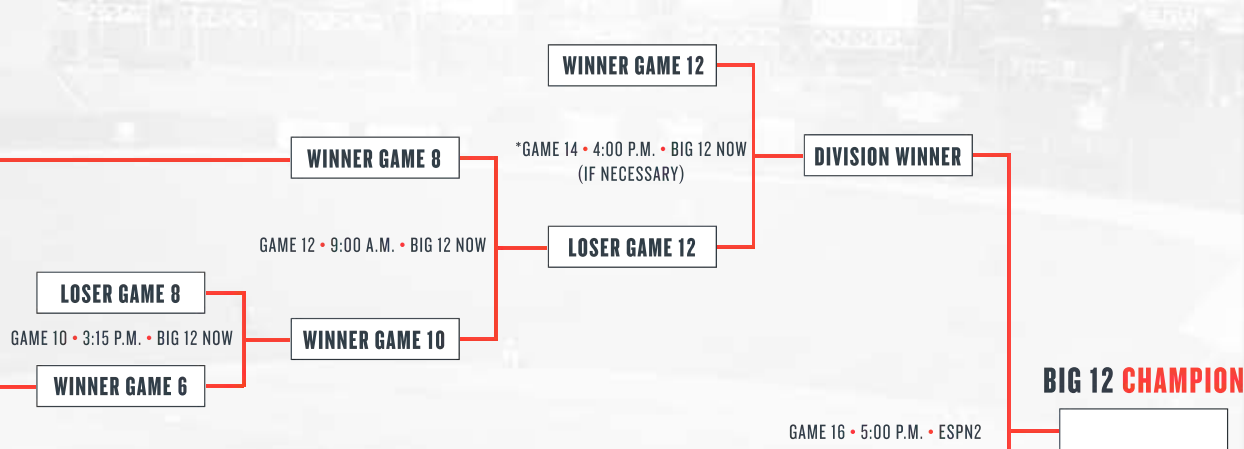 WINNER GAME 12
WINNER GAME 8
*GAME 14 • 4:00 P.M. • BIG 12 NOW
(IF NECESSARY)
DIVISION WINNER
GAME 12 • 9:00 A.M. • BIG 12 NOW
LOSER GAME 12
LOSER GAME 8
GAME 10 • 3:15 P.M. • BIG 12 NOW
WINNER GAME 10
WINNER GAME 6
BIG 12 CHAMPION
GAME 16 • 5:00 P.M. • ESPN2